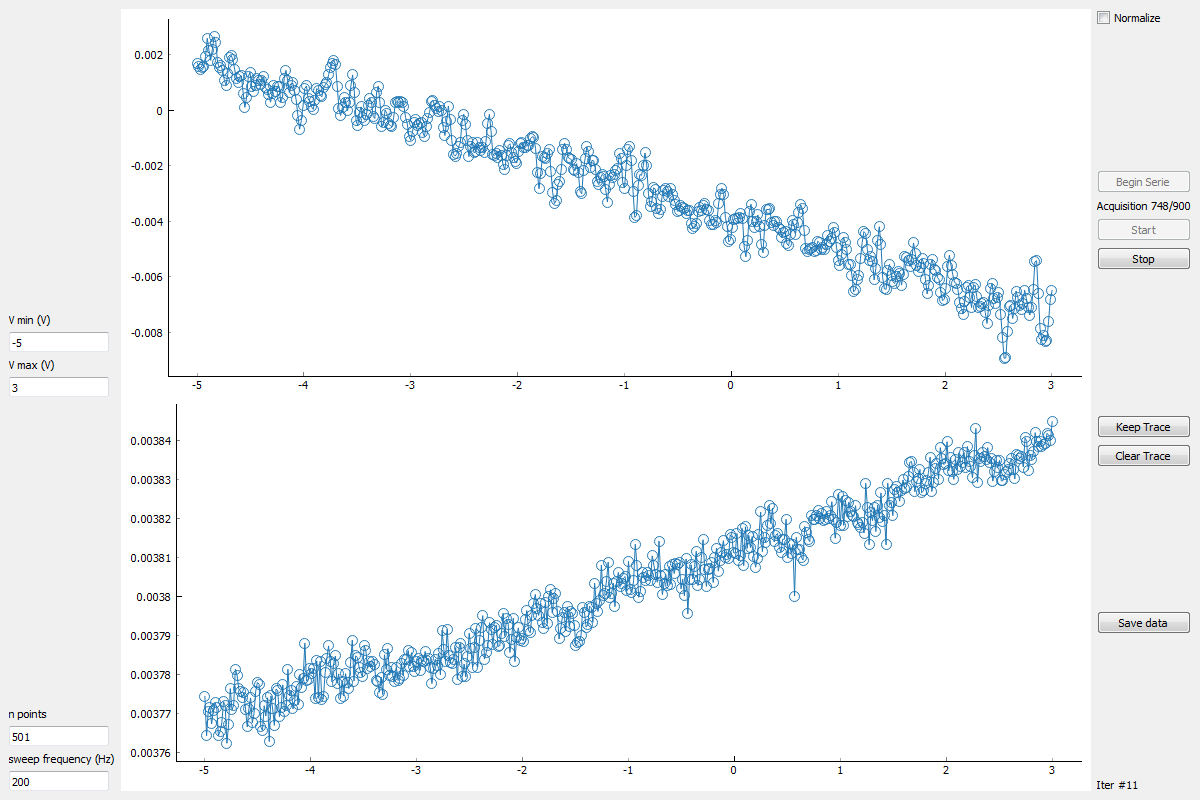 Normalize
Begin Serie
Acquisition 748/900
Start
Stop
V min (V)
-5
V max (V)
3
0.002
0
-0.002
-0.004
-0.006
-0.008
-5 -4 -3 -2 -1 0 1 2 3
Keep Trace
Clear Trace
0.00384
0.00383
0.00382
0.00381
0.0038
0.00379
0.00378
0.00377
0.00376
-5 -4 -3 -2 -1 0 1 2 3
Save data
n points
501
sweep frequency (Hz)
200
Iter #11